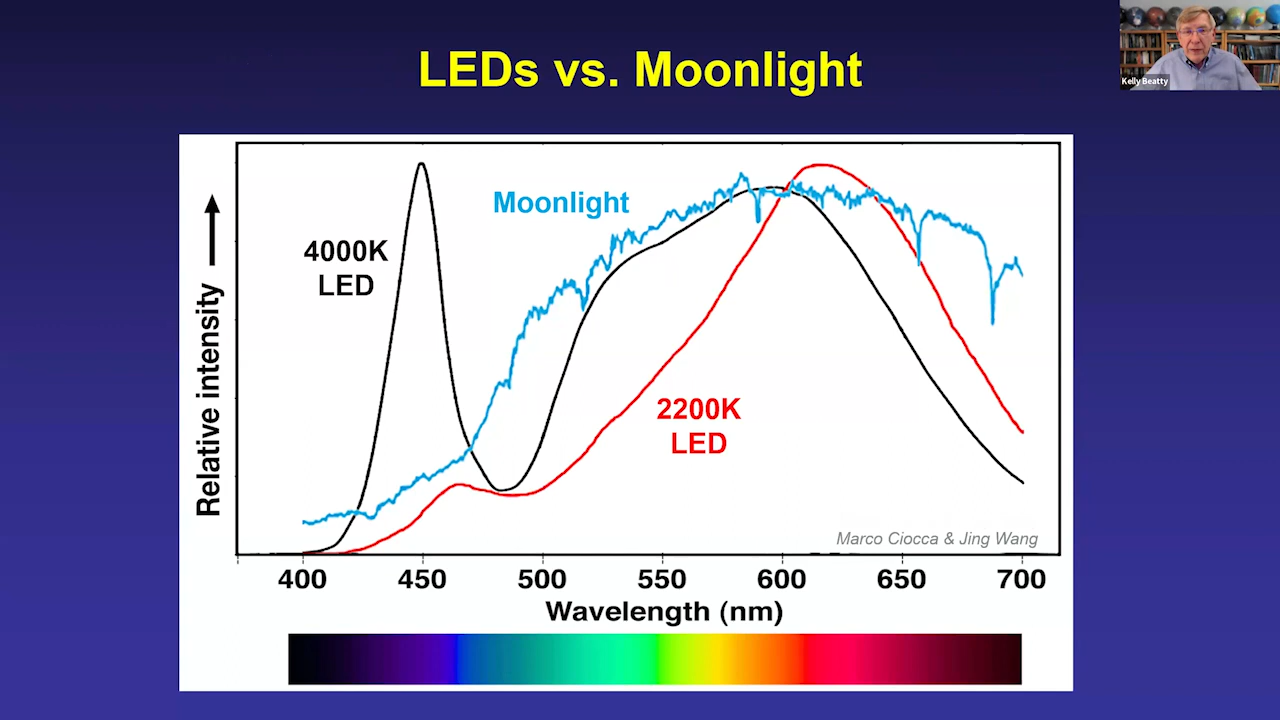 LEDs vs. Moonlight
Kelly Beatty
Moonlight
4000K
LED
2200K
LED
Relative intensity
Marco Ciocca & Jing Wang
400 450 500 550 600 650 700
Wavelength (nm)